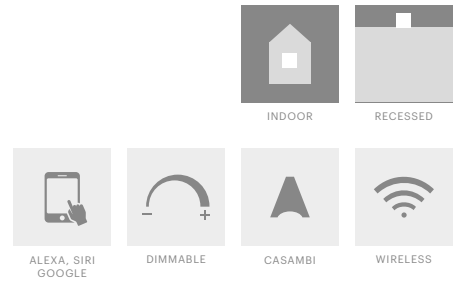 INDOOR
RECESSED
ALEXA, SIRI
GOOGLE
DIMMABLE
CASAMBI
WIRELESS